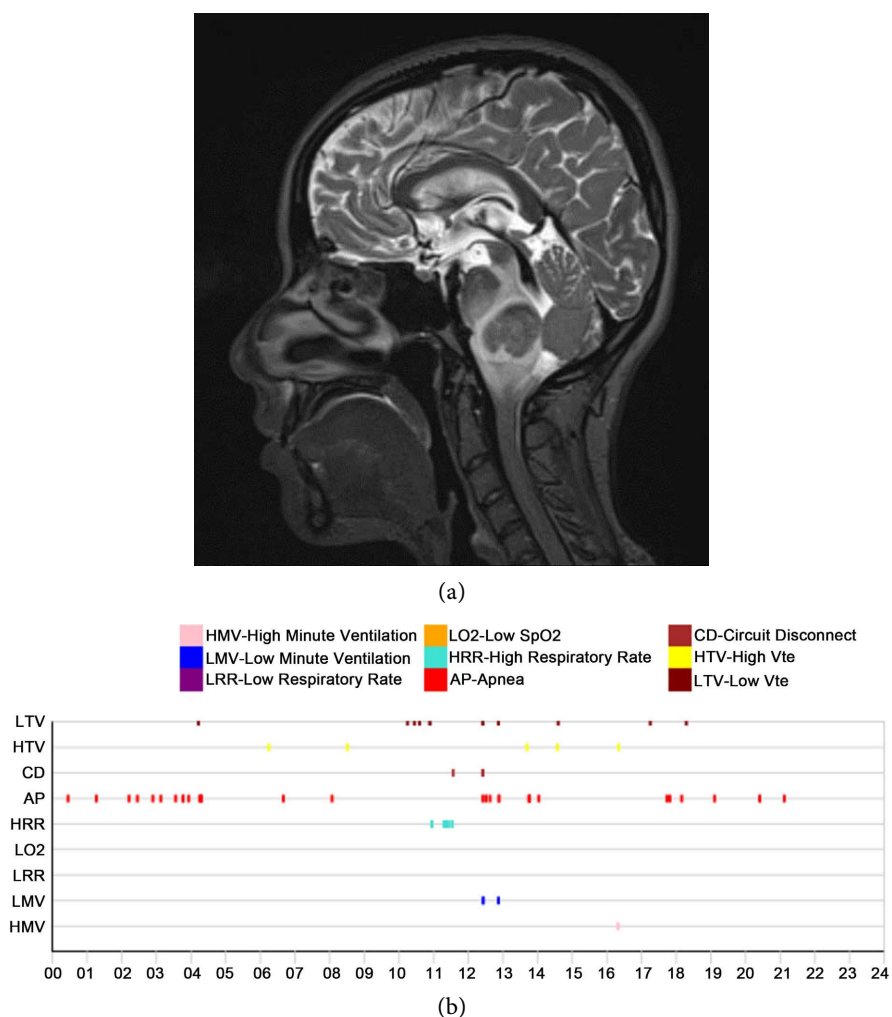 (a)
HMV-High Minute Ventilation LO2-Low SpO2 CD-Circuit Disconnect
LMV-Low Minute Ventilation HRR-High Respiratory Rate HTV-High Vte
LRR-Low Respiratory Rate AP-Apnea LTV-Low Vte
LTV
HTV
CD
AP
HRR
LO2
LRR
LMV
HMV
00 01 02 03 04 05 06 07 08 09 10 11 12 13 14 15 16 17 18 19 20 21 22 23 24
(b)